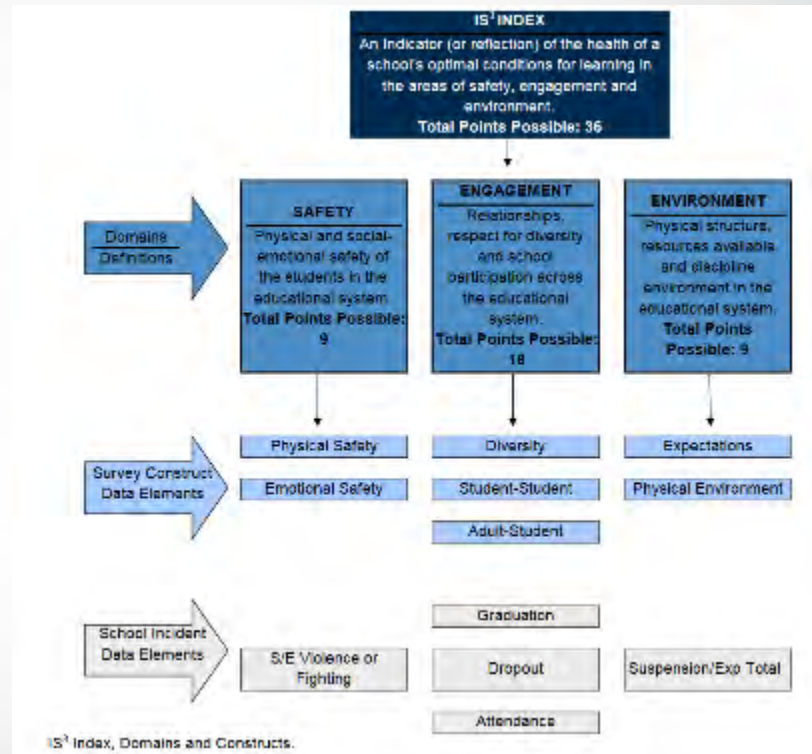 IS³ INDEX
An Indicator (or reflection) of the health of a
school's optimal conditions for learning in
the areas of safety, engagement and
environment.
Total Points Possible: 36
Domains
Definitions
SAFETY
Physical and social-
emotional safety of
the students in the
educational system
Total Points Possible:
9
ENGAGEMENT
Relationships,
respect for diversity
and school
participation across
the educational
system.
Total Points Possible:
18
ENVIRONMENT
Physical structure,
resources available
and discipline
environment in the
educational system.
Total Points
Possible: 9
Survey Construct
Data Elements
Physical Safety
Emotional Safety
Diversity
Student-Student
Adult-Student
Expectations
Physical Environment
School Incident
Data Elements
S/E Violence or
Fighting
Graduation
Dropout
Attendance
Suspension/Exp Total
IS³ Index, Domains and Constructs.